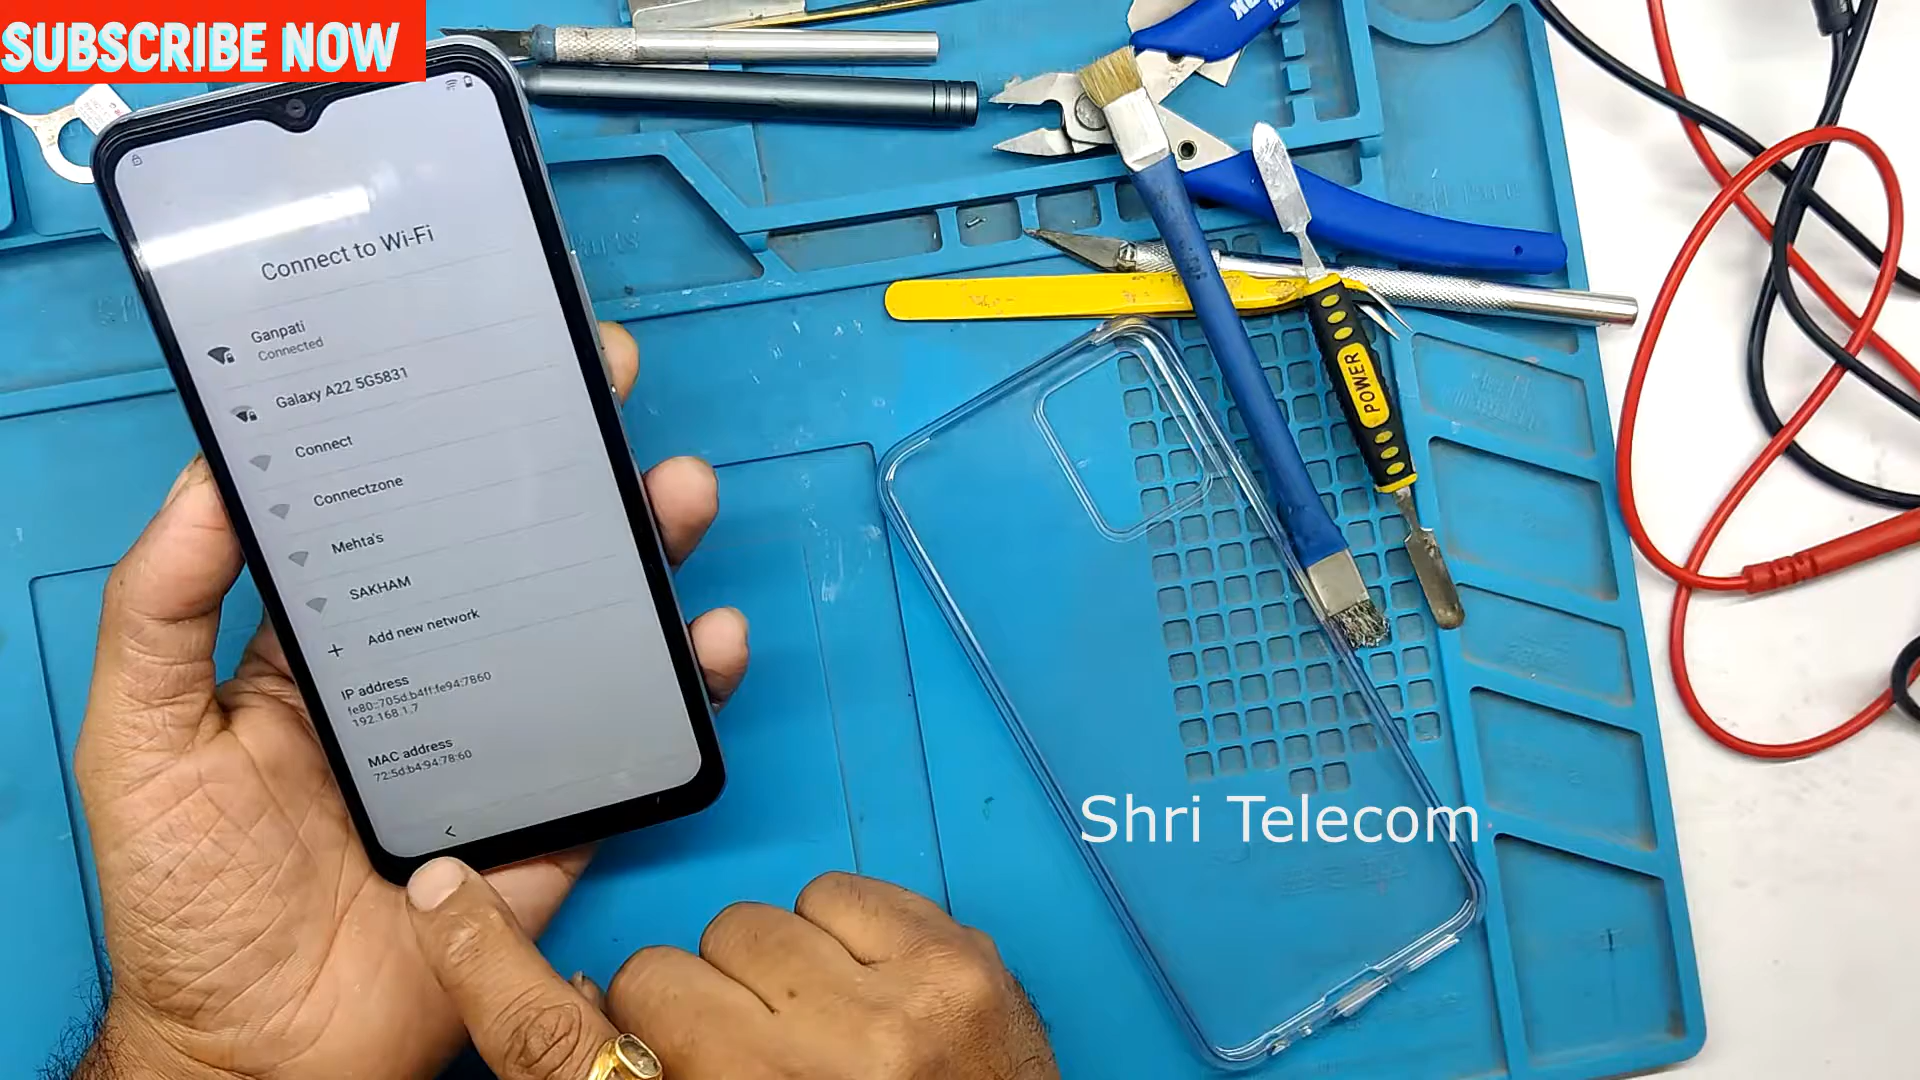 SUBSCRIBE NOW
Connect to Wi-Fi
Ganpati
Connected
Galaxy A22 5G5831
Connect
Connectzone
Mehta's
SAKHAM
Add new network
IP address
fe80::705d:b4ff:fe94:7860
192.168.1.7
MAC address
72:5d:b4:94:78:60
POWER
Shri Telecom